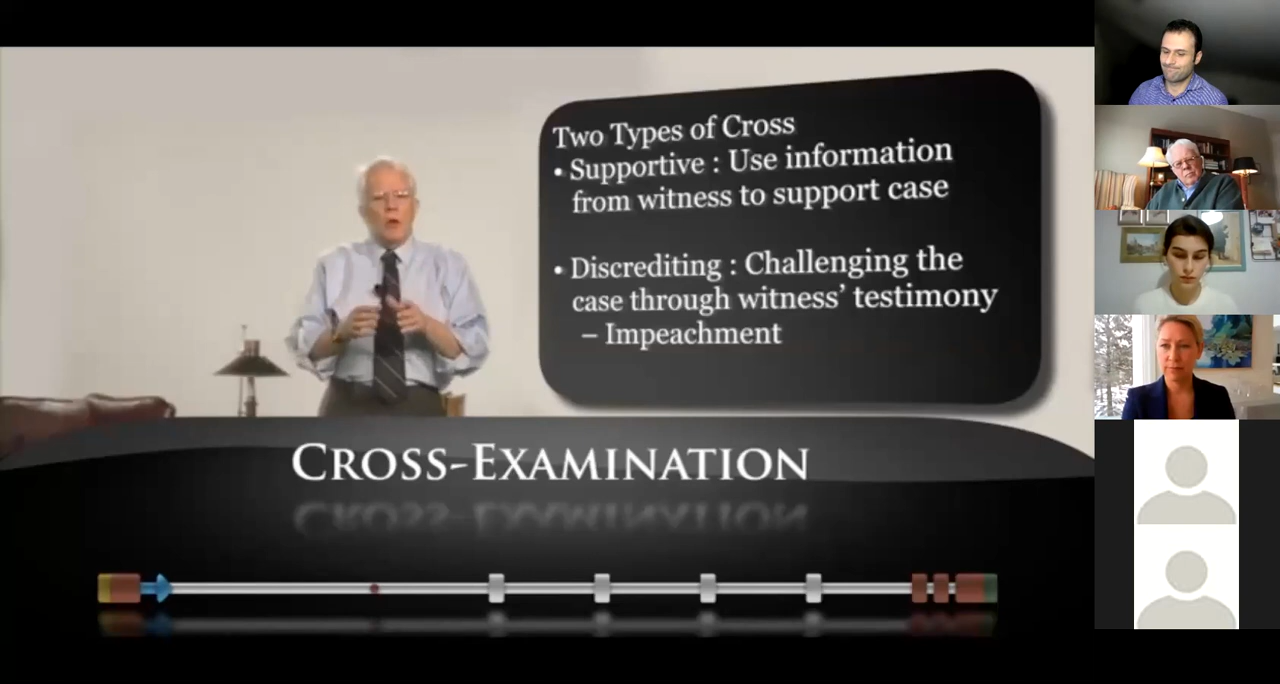 Two Types of Cross
• Supportive : Use information
from witness to support case
• Discrediting : Challenging the
case through witness’ testimony
– Impeachment
CROSS-EXAMINATION